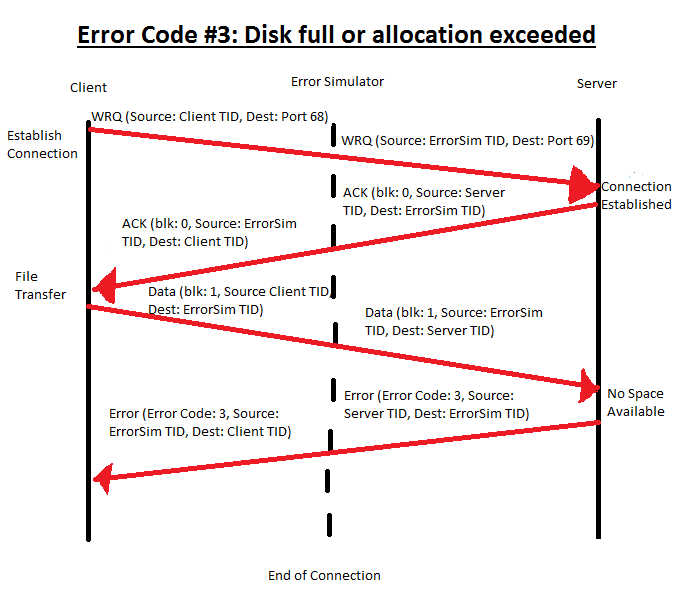 Error Code #3: Disk full or allocation exceeded
Client
Error Simulator
Server
WRQ (Source: Client TID, Dest: Port 68)
Establish
Connection
WRQ (Source: ErrorSim TID, Dest: Port 69)
Connection
Established
ACK (blk: 0, Source: Server
TID, Dest: ErrorSim TID)
ACK (blk: 0, Source: ErrorSim
TID, Dest: Client TID)
File
Transfer
Data (blk: 1, Source Client TID,
Dest: ErrorSim TID)
Data (blk: 1, Source: ErrorSim
TID, Dest: Server TID)
No Space
Available
Error (Error Code: 3, Source:
Server TID, Dest: ErrorSim TID)
Error (Error Code: 3, Source:
ErrorSim TID, Dest: Client TID)
End of Connection